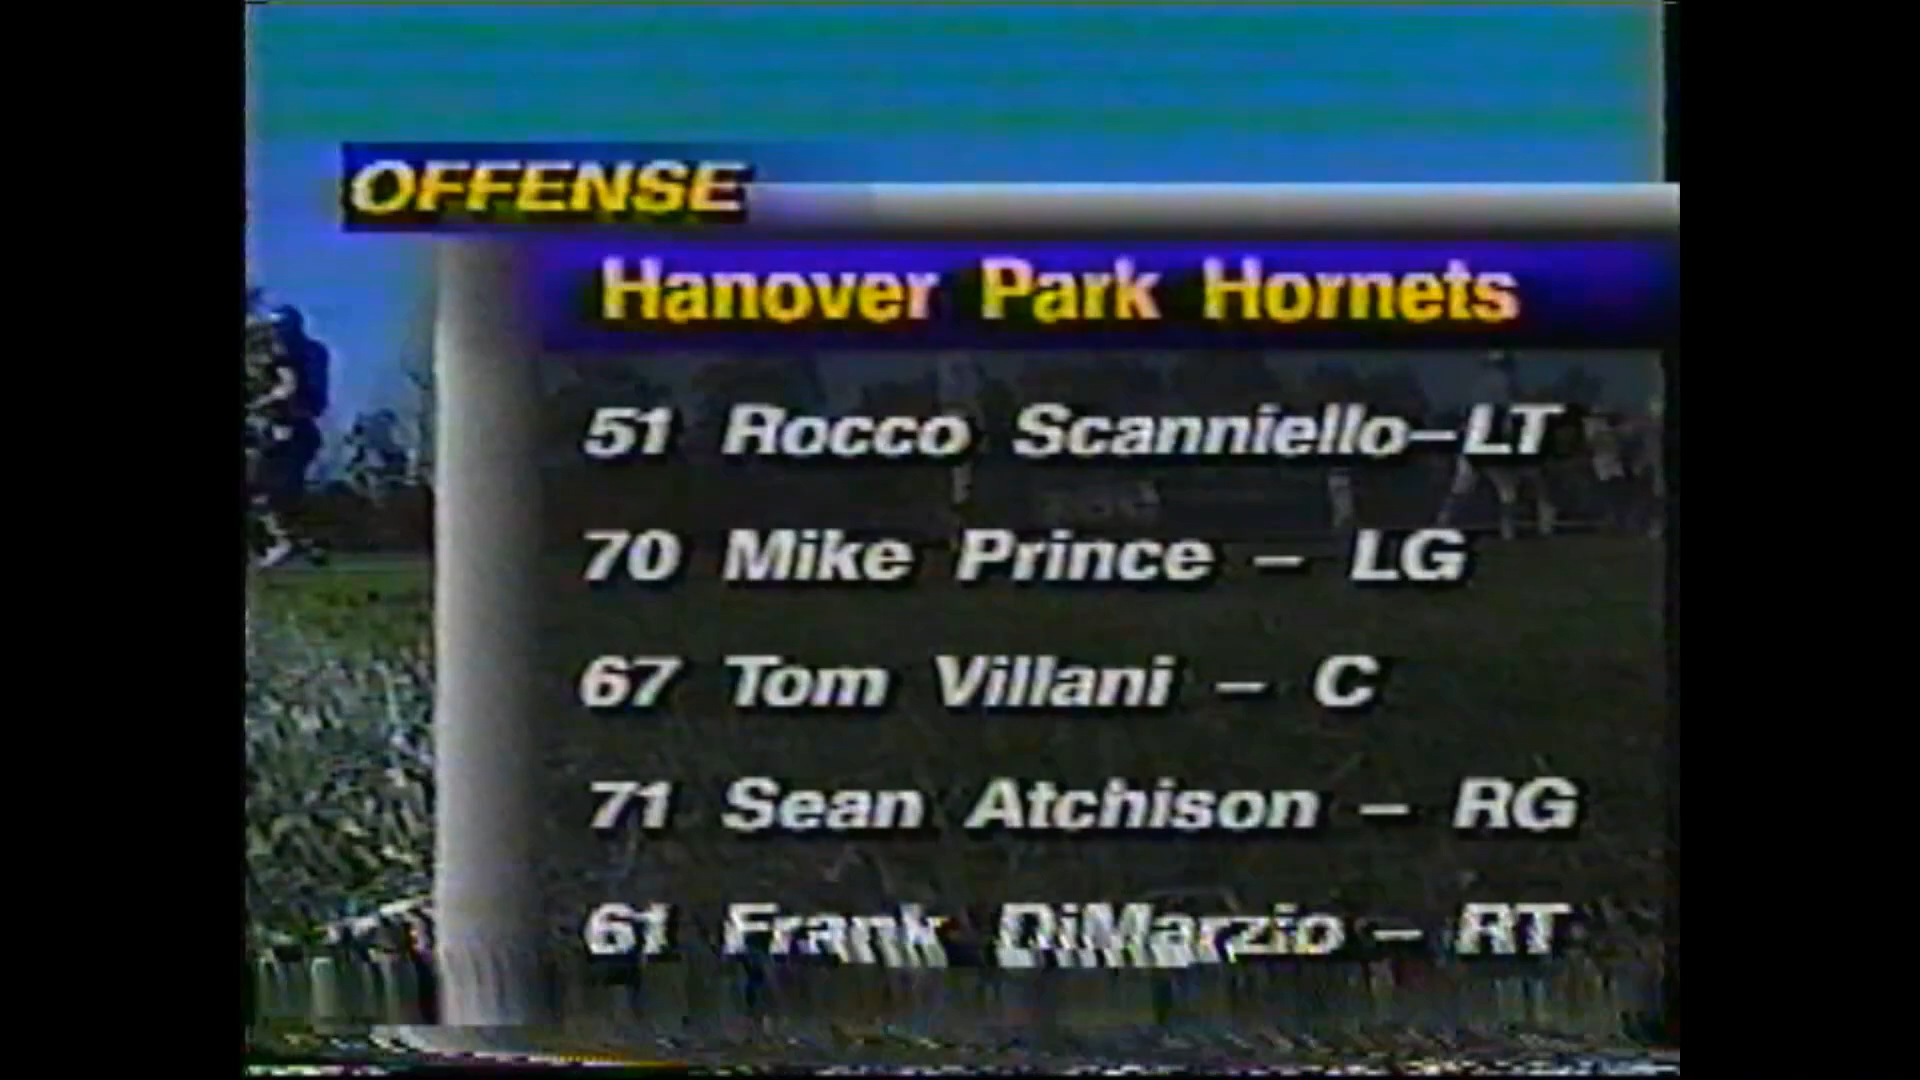 OFFENSE
Hanover Park Hornets
51 Rocco Scanniello–LT
70 Mike Prince – LG
67 Tom Villani – C
71 Sean Atchison – RG
61 Frank DiMarzio – RT